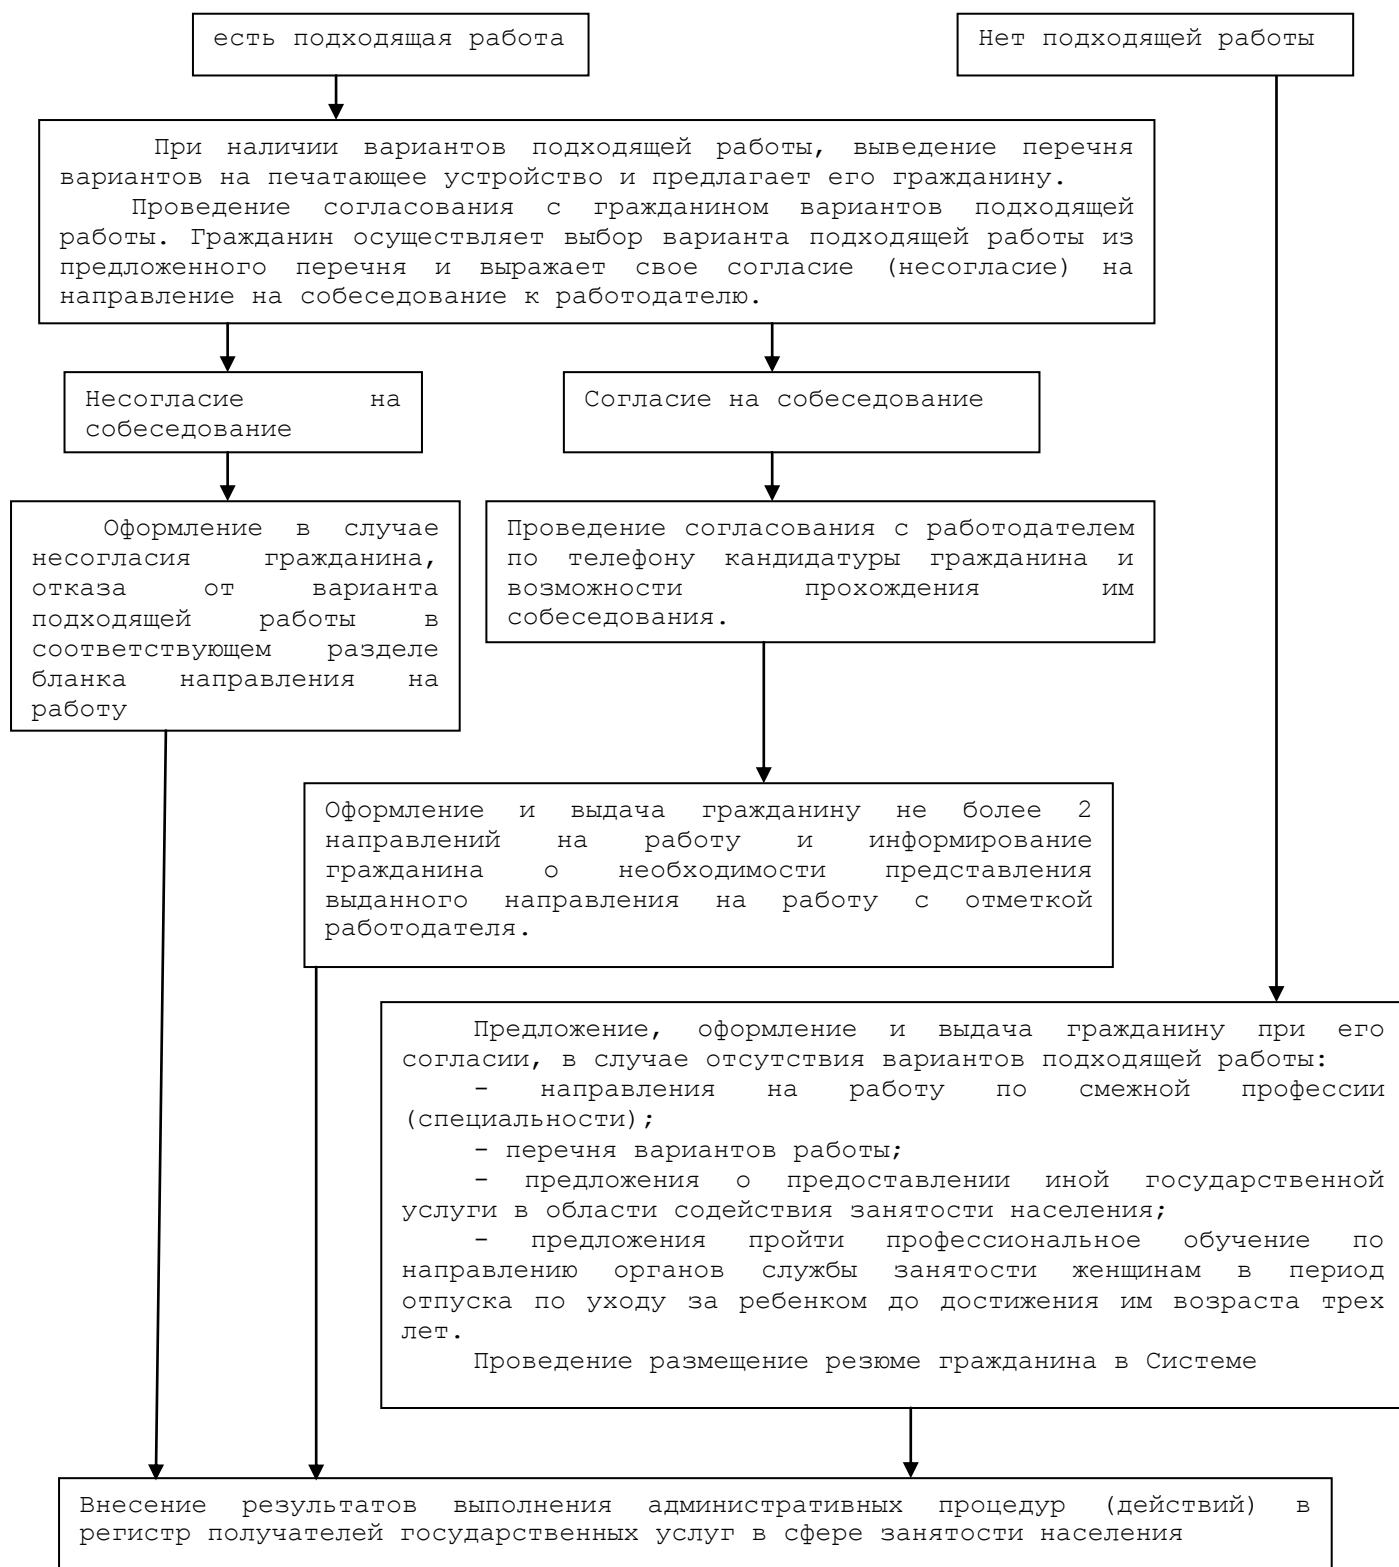 есть подходящая работа
Нет подходящей работы
При наличии вариантов подходящей работы, выведение перечня
вариантов на печатающее устройство и предлагает его гражданину.
Проведение согласования с гражданином вариантов подходящей
работы. Гражданин осуществляет выбор варианта подходящей работы из
предложенного перечня и выражает свое согласие (несогласие) на
направление на собеседование к работодателю.
Несогласие на
собеседование
Согласие на собеседование
Оформление в случае
несогласия гражданина,
отказа от варианта
подходящей работы в
соответствующем разделе
бланка направления на
работу
Проведение согласования с работодателем
по телефону кандидатуры гражданина и
возможности прохождения им
собеседования.
Оформление и выдача гражданину не более 2
направлений на работу и информирование
гражданина о необходимости представления
выданного направления на работу с отметкой
работодателя.
Предложение, оформление и выдача гражданину при его
согласии, в случае отсутствия вариантов подходящей работы:
- направления на работу по смежной профессии
(специальности);
- перечня вариантов работы;
- предложения о предоставлении иной государственной
услуги в области содействия занятости населения;
- предложения пройти профессиональное обучение по
направлению органов службы занятости женщинам в период
отпуска по уходу за ребенком до достижения им возраста трех
лет.
Проведение размещение резюме гражданина в Системе
Внесение результатов выполнения административных процедур (действий) в
регистр получателей государственных услуг в сфере занятости населения